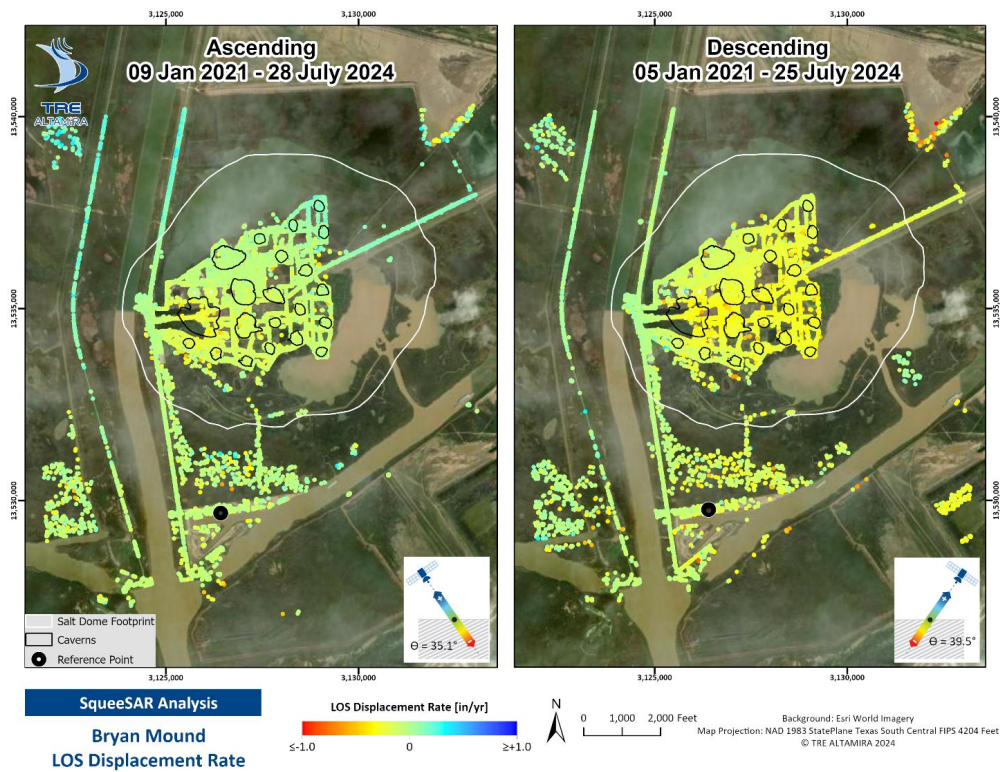 3,125,000
3,130,000
3,125,000
3,130,000
Ascending
09 Jan 2021 - 28 July 2024
Descending
05 Jan 2021 - 25 July 2024
TRE
ALTAMIRA
13,540,000
13,535,000
13,530,000
13,540,000
13,535,000
13,530,000
Salt Dome Footprint
Caverns
Reference Point
Θ = 35.1°
Θ = 39.5°
3,125,000
3,130,000
3,125,000
3,130,000
SqueeSAR Analysis
Bryan Mound
LOS Displacement Rate
LOS Displacement Rate [in/yr]
≤-1.0
0
≥+1.0
N
0
1,000
2,000 Feet
Background: Esri World Imagery
Map Projection: NAD 1983 StatePlane Texas South Central FIPS 4204 Feet
© TRE ALTAMIRA 2024